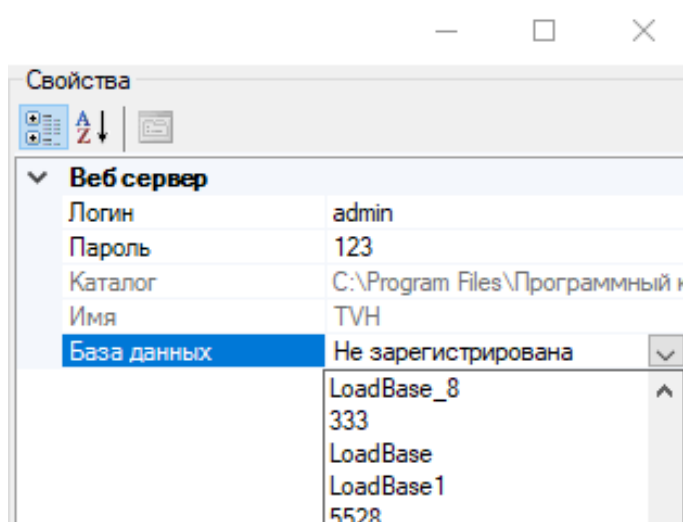 Свойства
A
Z
Веб сервер
Логин admin
Пароль 123
Каталог C:\Program Files\Программный
Имя TVH
База данных Не зарегистрирована
LoadBase_8
333
LoadBase
LoadBase1
5528